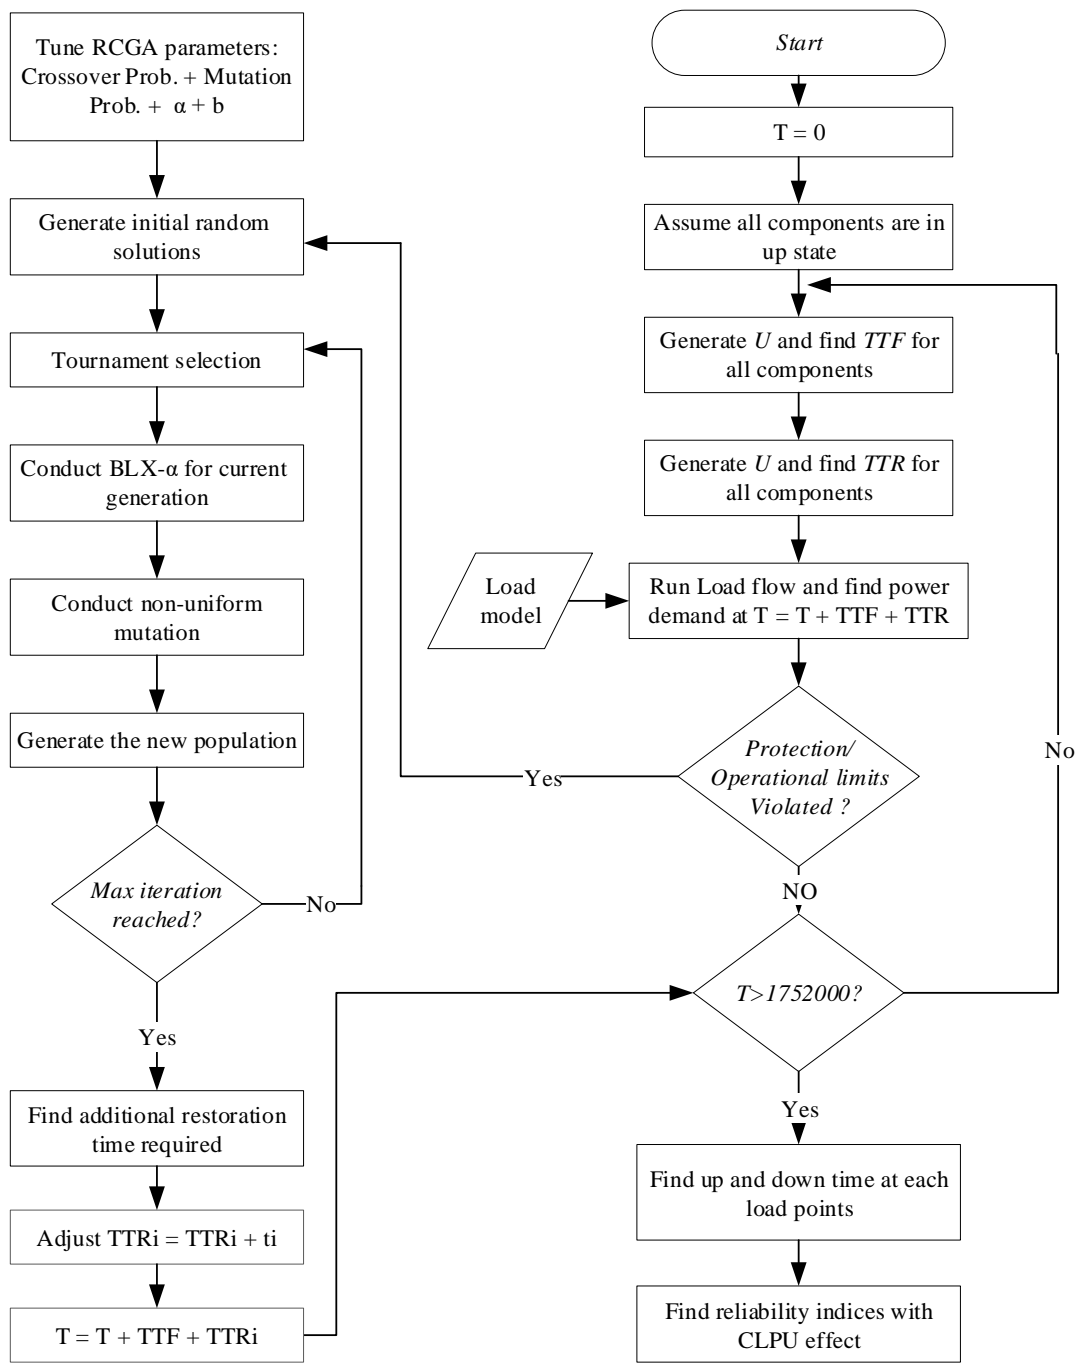 Tune RCGA parameters:
Crossover Prob. + Mutation
Prob. + α + b
Generate initial random
solutions
Tournament selection
Conduct BLX-α for current
generation
Conduct non-uniform
mutation
Generate the new population
Max iteration
reached?
No
Yes
Find additional restoration
time required
Adjust TTRi = TTRi + ti
T = T + TTF + TTRi
Start
T = 0
Assume all components are in
up state
Generate U and find TTF for
all components
Generate U and find TTR for
all components
Load
model
Run Load flow and find power
demand at T = T + TTF + TTR
Protection/
Operational limits
Violated ?
Yes
NO
T>1752000?
No
Yes
Find up and down time at each
load points
Find reliability indices with
CLPU effect